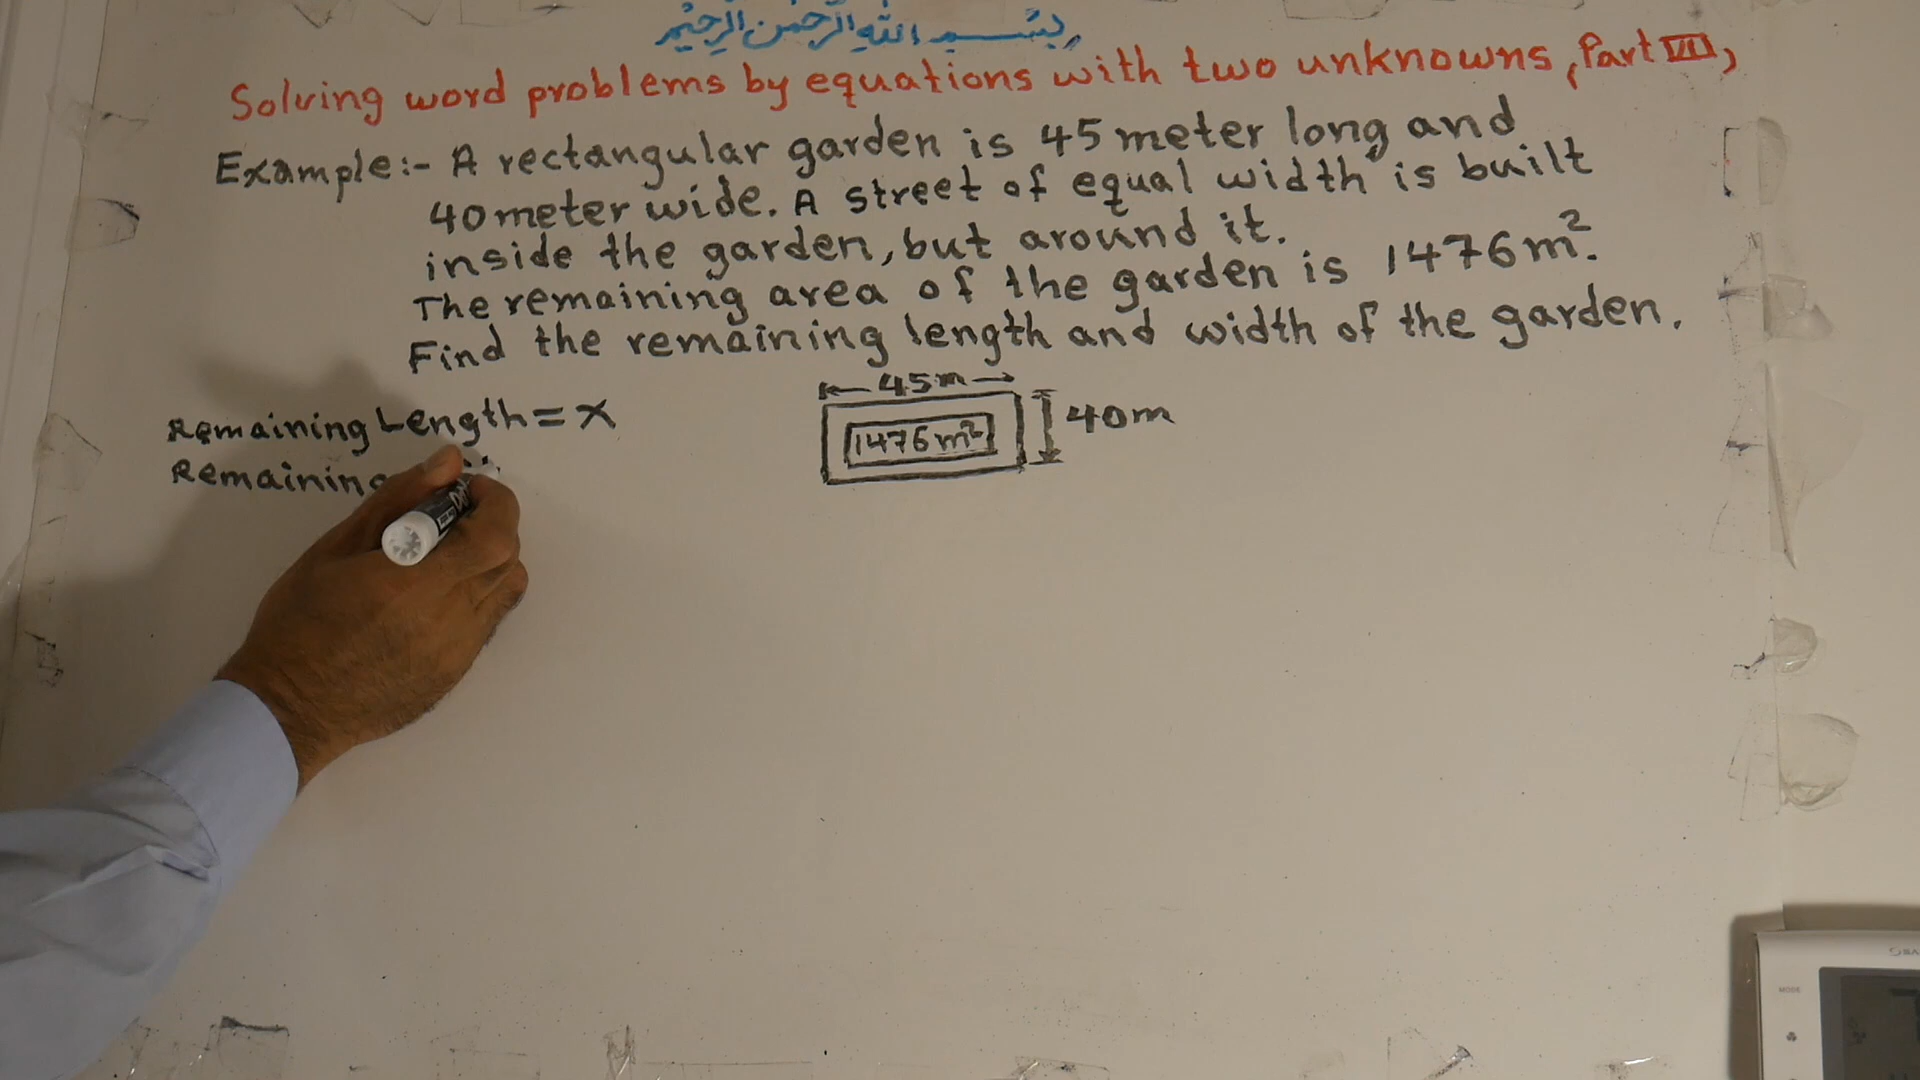 بِسْمِ اللهِ الرَّحْمٰنِ الرَّحِيْمِ
Solving word problems by equations with two unknowns, Part VII,
Example:- A rectangular garden is 45 meter long and
40 meter wide. A street of equal width is built
inside the garden, but around it.
The remaining area of the garden is 1476 m².
Find the remaining length and width of the garden.
45m
Remaining Length = x
40m
1476 m²
Remaining
MODE